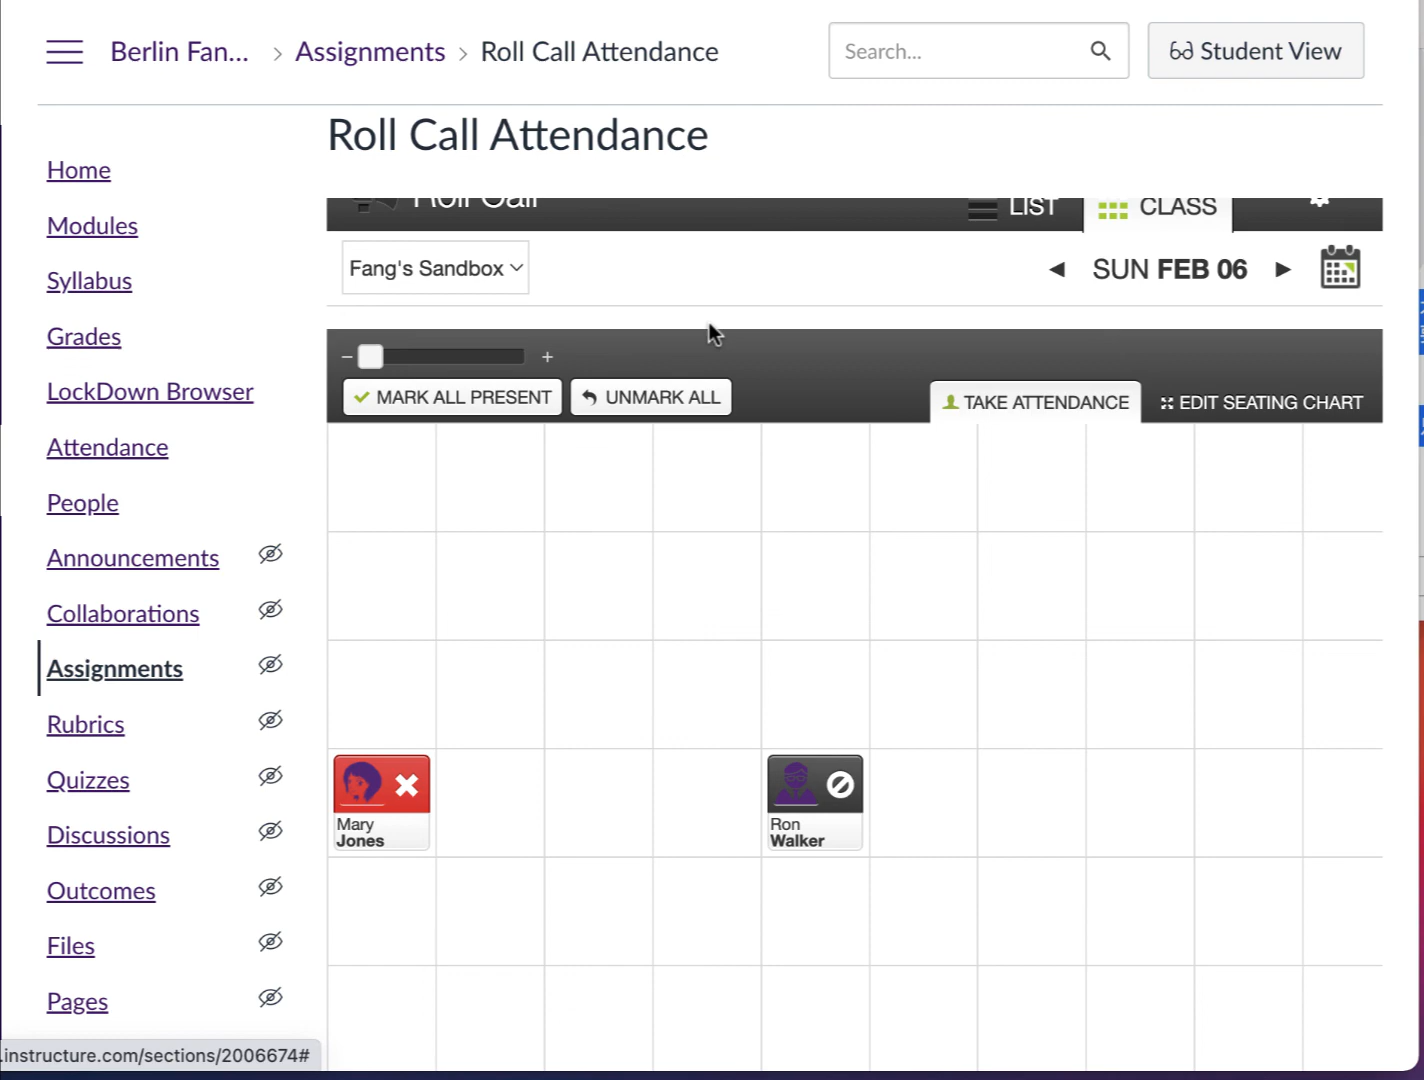 Berlin Fan... > Assignments > Roll Call Attendance
Search...
Student View
Roll Call Attendance
Home
Modules
Syllabus
Grades
LockDown Browser
Attendance
People
Announcements
Collaborations
Assignments
Rubrics
Quizzes
Discussions
Outcomes
Files
Pages
Roll Call
LIST
CLASS
Fang's Sandbox
SUN FEB 06
− +
MARK ALL PRESENT
UNMARK ALL
TAKE ATTENDANCE
EDIT SEATING CHART
Mary
Jones
Ron
Walker
.instructure.com/sections/2006674#